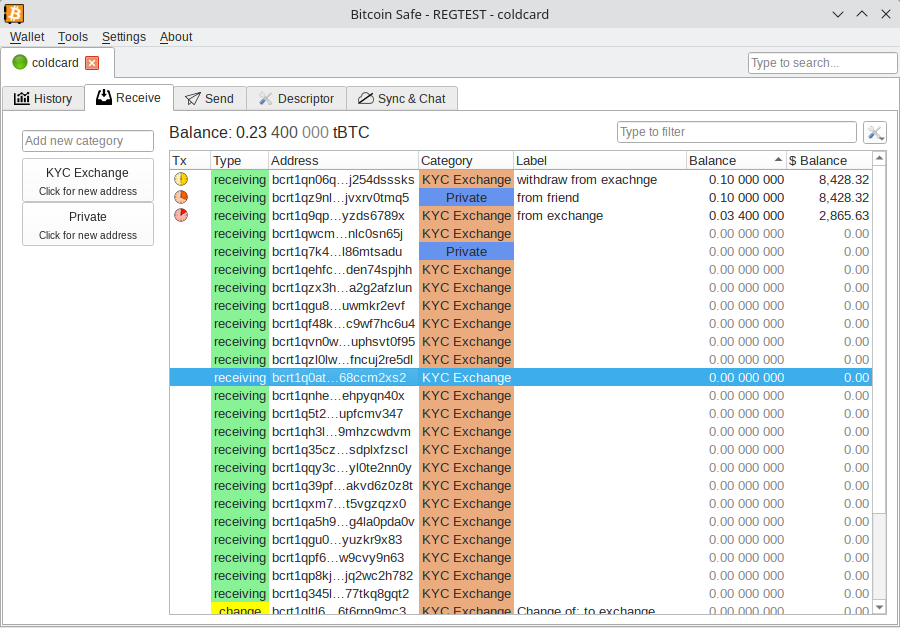 Bitcoin Safe - REGTEST - coldcard
Wallet Tools Settings About
coldcard Type to search...
History Receive Send Descriptor Sync & Chat
Add new category
KYC Exchange
Click for new address
Private
Click for new address
Balance: 0.23 400 000 tBTC Type to filter
Tx Type Address Category Label Balance $ Balance
receiving bcrt1qn06q...j254dsssks KYC Exchange withdraw from exachnge 0.10 000 000 8,428.32
receiving bcrt1qz9nl...jvxrv0tmq5 Private from friend 0.10 000 000 8,428.32
receiving bcrt1q9qp...yzds6789x KYC Exchange from exchange 0.03 400 000 2,865.63
receiving bcrt1qwcm...nlc0sn65j KYC Exchange 0.00 000 000 0.00
receiving bcrt1q7k4...l86mtsadu Private 0.00 000 000 0.00
receiving bcrt1qehfc...den74spjhh KYC Exchange 0.00 000 000 0.00
receiving bcrt1qzx3h...a2g2afzlun KYC Exchange 0.00 000 000 0.00
receiving bcrt1qgu8...uwmkr2evf KYC Exchange 0.00 000 000 0.00
receiving bcrt1qf48k...c9wf7hc6u4 KYC Exchange 0.00 000 000 0.00
receiving bcrt1qvn0w...uphsvt0f95 KYC Exchange 0.00 000 000 0.00
receiving bcrt1qzl0lw...fncuj2re5dl KYC Exchange 0.00 000 000 0.00
receiving bcrt1q0at...68ccm2xs2 KYC Exchange 0.00 000 000 0.00
receiving bcrt1qnhe...ehpyqn40x KYC Exchange 0.00 000 000 0.00
receiving bcrt1q5t2...upfcmv347 KYC Exchange 0.00 000 000 0.00
receiving bcrt1qh3l...9mhzcwdvm KYC Exchange 0.00 000 000 0.00
receiving bcrt1q35cz...sdplxfzscl KYC Exchange 0.00 000 000 0.00
receiving bcrt1qqy3c...yl0te2nn0y KYC Exchange 0.00 000 000 0.00
receiving bcrt1q39pf...akvd6z0z8t KYC Exchange 0.00 000 000 0.00
receiving bcrt1qxm7...t5vgzqzx0 KYC Exchange 0.00 000 000 0.00
receiving bcrt1qa5h9...g4la0pda0v KYC Exchange 0.00 000 000 0.00
receiving bcrt1qgu0...yuzkr9x83 KYC Exchange 0.00 000 000 0.00
receiving bcrt1qpf6...w9cvy9n63 KYC Exchange 0.00 000 000 0.00
receiving bcrt1qp8kj...jq2wc2h782 KYC Exchange 0.00 000 000 0.00
receiving bcrt1q345l...77tkq8gqt2 KYC Exchange 0.00 000 000 0.00
change KYC Exchange Change of: to exchange 0.00 000 000 0.00